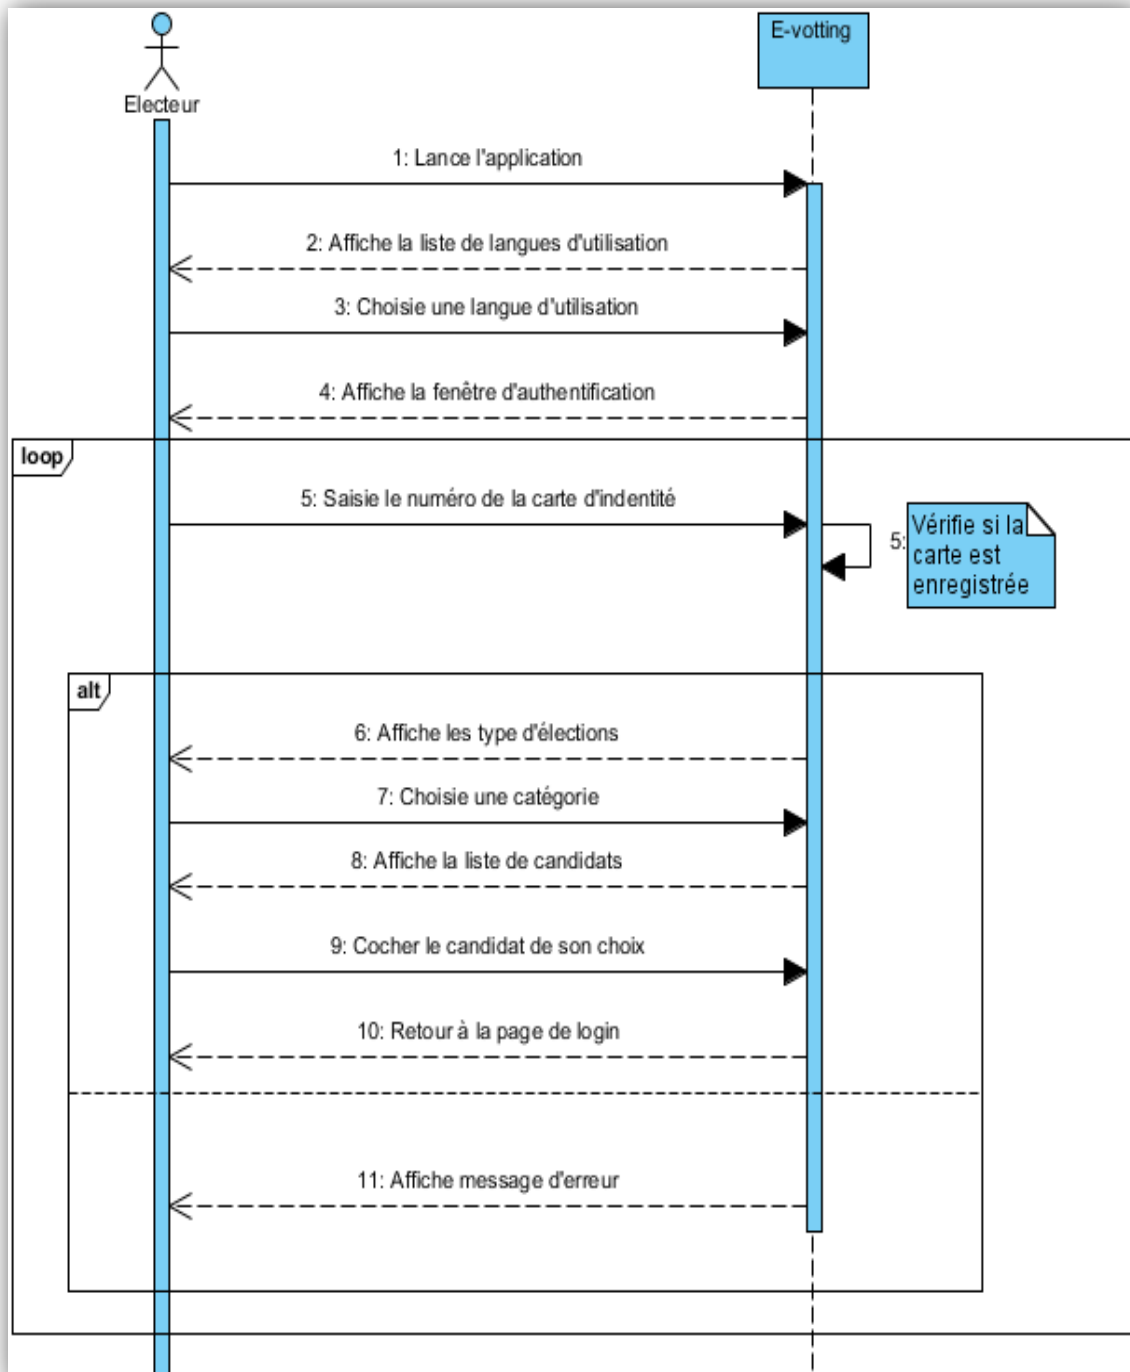 E-votting
Electeur
1: Lance l'application
2: Affiche la liste de langues d'utilisation
3: Choisie une langue d'utilisation
4: Affiche la fenêtre d'authentification
loop
5: Saisie le numéro de la carte d'indentité
5:
Vérifie si la
carte est
enregistrée
alt
6: Affiche les type d'élections
7: Choisie une catégorie
8: Affiche la liste de candidats
9: Cocher le candidat de son choix
10: Retour à la page de login
11: Affiche message d'erreur